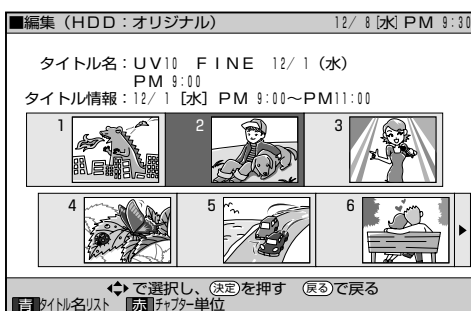 ■編集（HDD：オリジナル） 12/ 8 [水] PM 9:30
タイトル名：UV10 FINE 12/ 1（水）
PM 9:00
タイトル情報：12/ 1 [水] PM 9:00～PM11:00
1 2 3
4 5 6
で選択し、決定を押す 戻るで戻る
青 タイトル名リスト 赤 チャプター単位